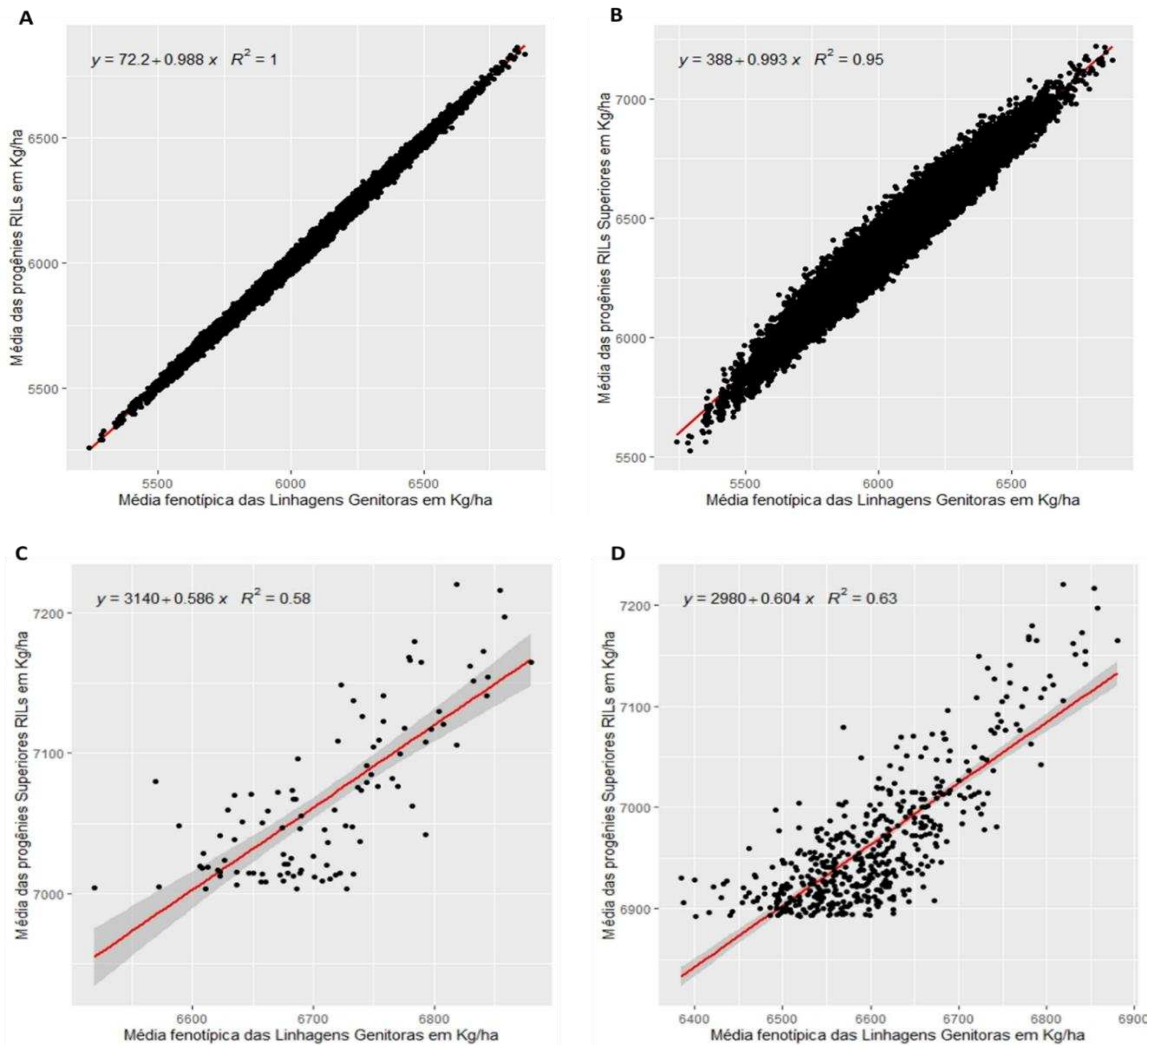 A
y = 72.2+0.988 x R² = 1
Média das progênies RILs em Kg/ha
6500
6000
5500
5500 6000 6500
Média fenotípica das Linhagens Genitoras em Kg/ha
B
y = 388+0.993 x R² = 0.95
Média das progênies RILs Superiores em Kg/ha
7000
6500
6000
5500
5500 6000 6500
Média fenotípica das Linhagens Genitoras em Kg/ha
C
y = 3140+0.586 x R² = 0.58
Média das progênies Superiores RILs em Kg/ha
7200
7100
7000
6600 6700 6800
Média fenotípica das Linhagens Genitoras em Kg/ha
D
y = 2980+0.604 x R² = 0.63
Média das progênies Superiores RILs em Kg/ha
7200
7100
7000
6900
6400 6500 6600 6700 6800 6900
Média fenotípica das Linhagens Genitoras em Kg/ha